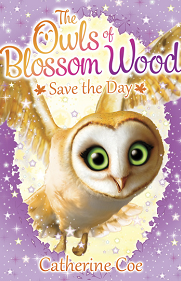 The
Owls of
Blossom Wood
Save the Day
Catherine Coe